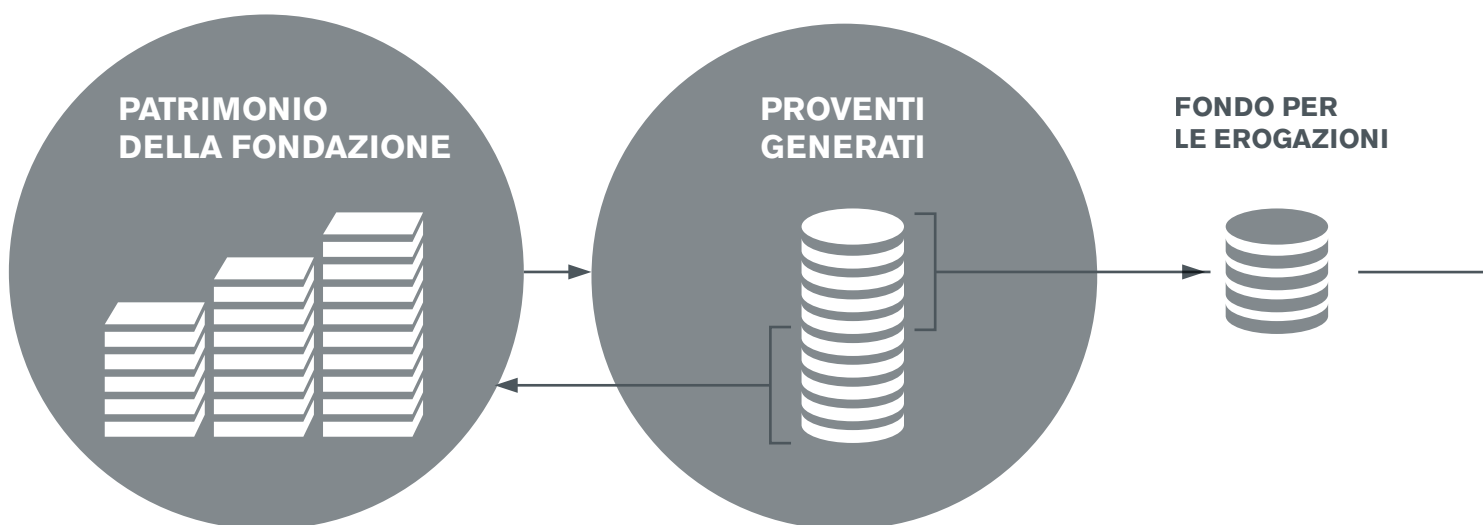 PATRIMONIO
DELLA FONDAZIONE
PROVENTI
GENERATI
FONDO PER
LE EROGAZIONI